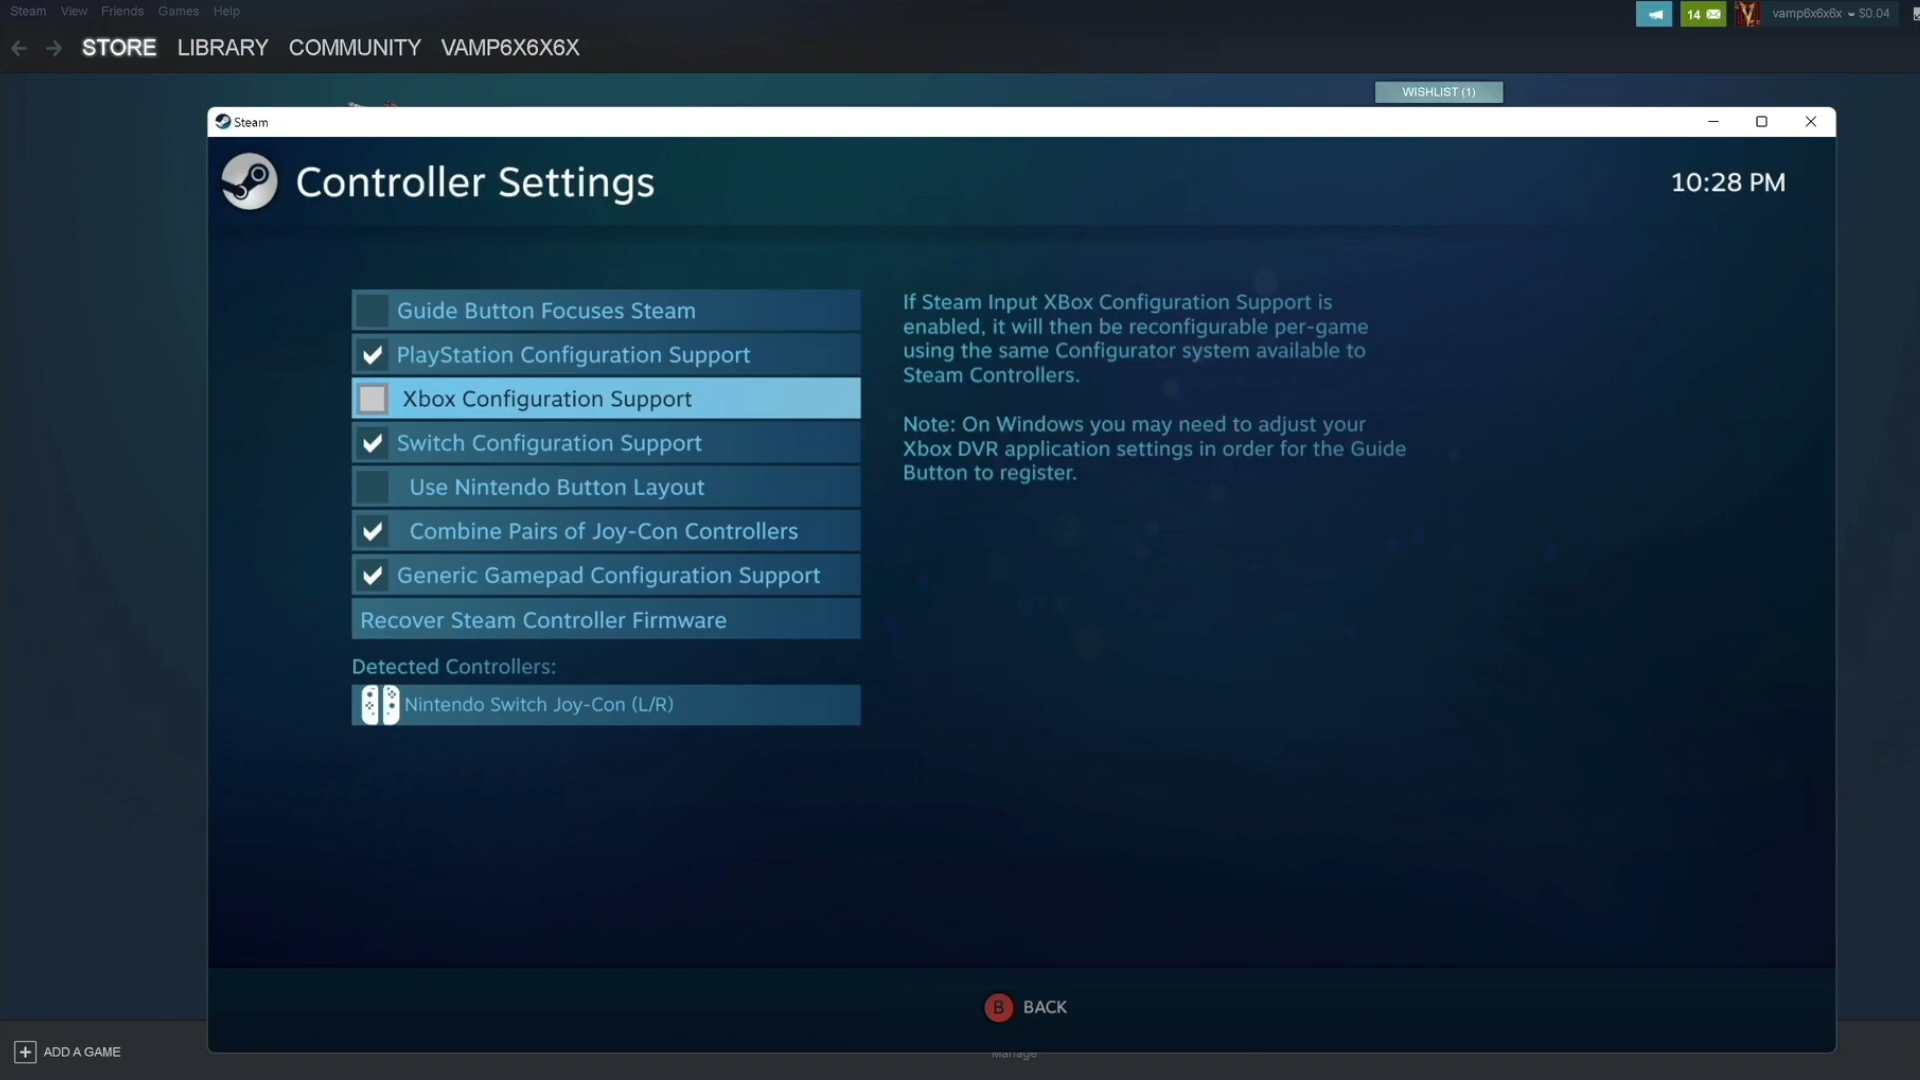 Steam View Friends Games Help
14 vamp6x6x6x $0.04
STORE LIBRARY COMMUNITY VAMP6X6X6X
WISHLIST (1)
Steam
Controller Settings
10:28 PM
Guide Button Focuses Steam
PlayStation Configuration Support
Xbox Configuration Support
Switch Configuration Support
Use Nintendo Button Layout
Combine Pairs of Joy-Con Controllers
Generic Gamepad Configuration Support
Recover Steam Controller Firmware
Detected Controllers:
Nintendo Switch Joy-Con (L/R)
If Steam Input XBox Configuration Support is
enabled, it will then be reconfigurable per-game
using the same Configurator system available to
Steam Controllers.
Note: On Windows you may need to adjust your
Xbox DVR application settings in order for the Guide
Button to register.
B BACK
ADD A GAME
Manage